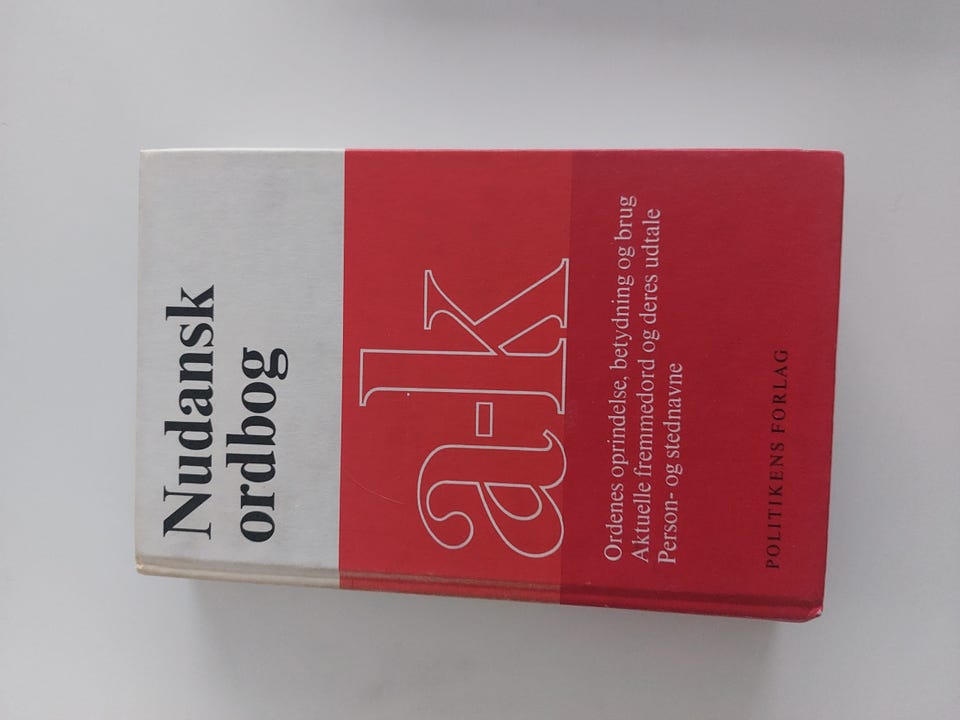 Nudansk
ordbog
a-k
Ordenes oprindelse, betydning og brug
Aktuelle fremmedord og deres udtale
Person- og stednavne
POLITIKENS FORLAG